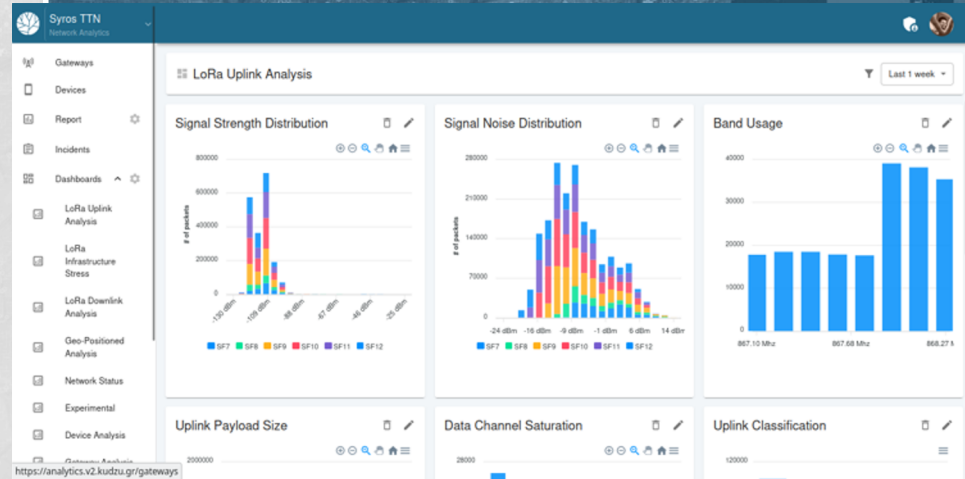 Syros TTN
Network Analytics
Gateways
Devices
Report
Incidents
Dashboards
LoRa Uplink
Analysis
LoRa
Infrastructure
Stress
LoRa Downlink
Analysis
Geo-Positioned
Analysis
Network Status
Experimental
Device Analysis
Gateway Analysis
https://analytics.v2.kudzu.gr/gateways
LoRa Uplink Analysis
Last 1 week
Signal Strength Distribution
800000
600000
400000
200000
0
# of packets
-130 dBm
-109 dBm
-88 dBm
-67 dBm
-46 dBm
-25 dBm
SF7 SF8 SF9 SF10 SF11 SF12
Signal Noise Distribution
280000
210000
140000
70000
0
# of packets
-24 dBm -16 dBm -9 dBm -1 dBm 6 dBm 14 dBm
SF7 SF8 SF9 SF10 SF11 SF12
Band Usage
40000
30000
20000
10000
0
867.10 Mhz 867.68 Mhz 868.27 M
Uplink Payload Size
2000000
Data Channel Saturation
28000
Uplink Classification
120000